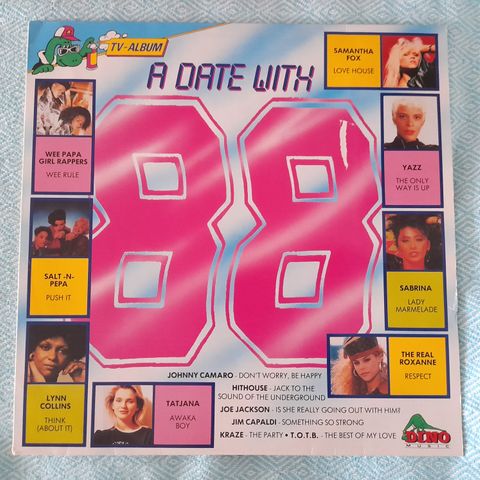 TV-ALBUM
A DATE WITH
88
SAMANTHA
FOX
LOVE HOUSE
WEE PAPA
GIRL RAPPERS
WEE RULE
YAZZ
THE ONLY
WAY IS UP
SALT -N-
PEPA
PUSH IT
SABRINA
LADY
MARMELADE
LYNN
COLLINS
THINK
(ABOUT IT)
TATJANA
AWAKA
BOY
THE REAL
ROXANNE
RESPECT
JOHNNY CAMARO - DON'T WORRY, BE HAPPY
HITHOUSE - JACK TO THE
SOUND OF THE UNDERGROUND
JOE JACKSON - IS SHE REALLY GOING OUT WITH HIM?
JIM CAPALDI - SOMETHING SO STRONG
KRAZE - THE PARTY • T.O.T.B. - THE BEST OF MY LOVE
DINO
MUSIC